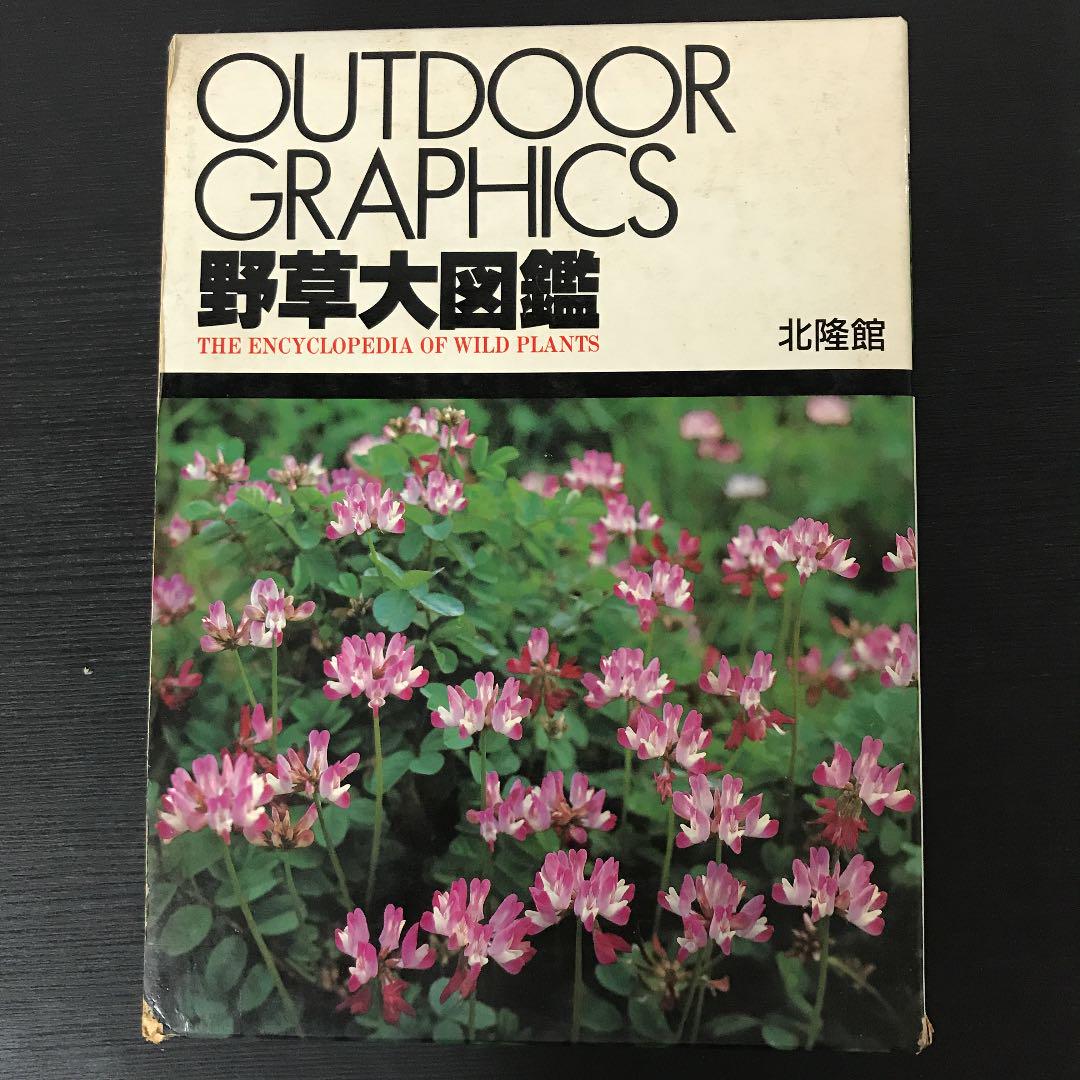 OUTDOOR
GRAPHICS
野草大図鑑
THE ENCYCLOPEDIA OF WILD PLANTS
北隆館